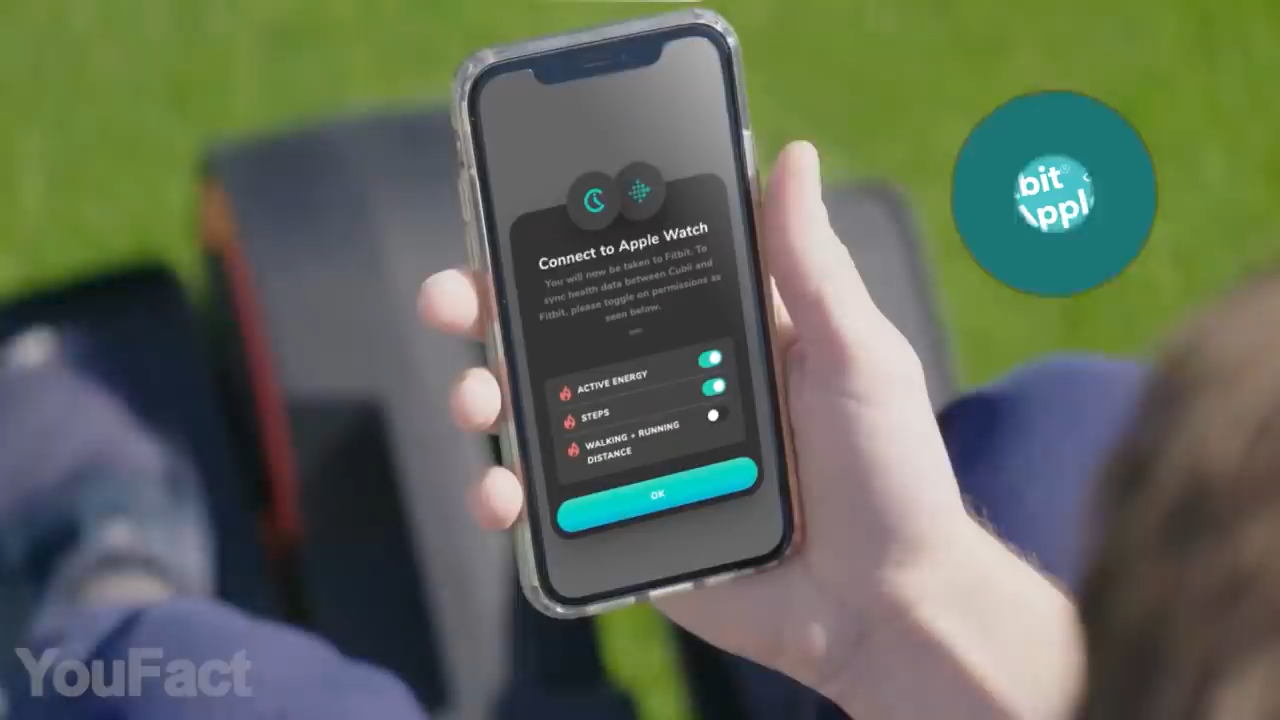 Connect to Apple Watch
You will now be taken to Fitbit. To
sync health data between Cubii and
Fitbit, please toggle on permissions as
seen below.
ACTIVE ENERGY
STEPS
WALKING + RUNNING
DISTANCE
OK
bit®
Appl
YouFact